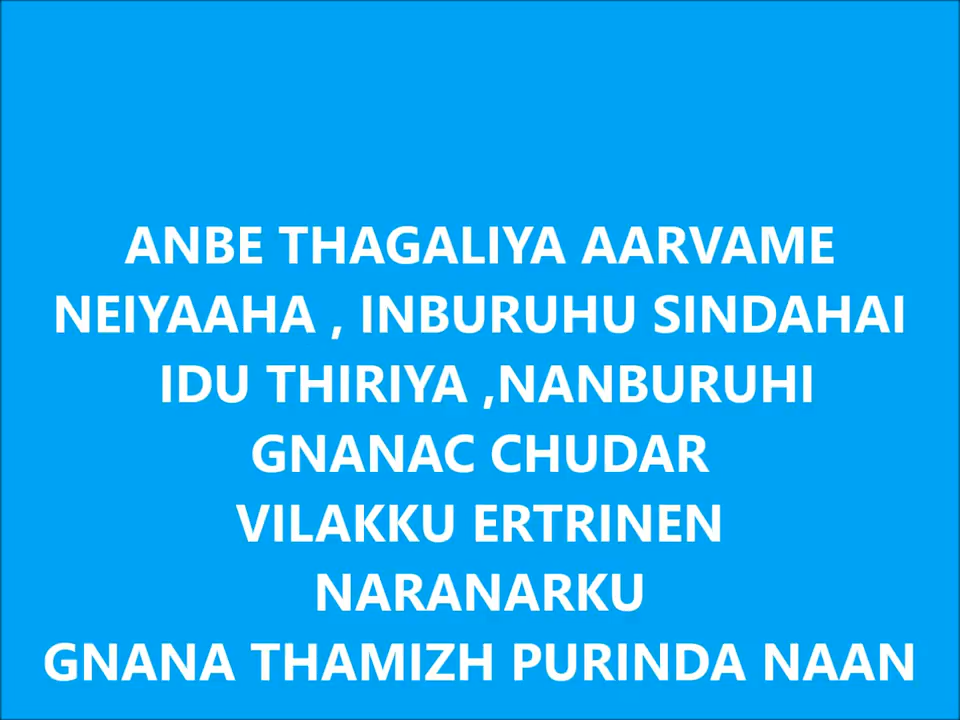 ANBE THAGALIYA AARVAME
NEIYAAHA , INBURUHU SINDAHAI
IDU THIRIYA ,NANBURUHI
GNANAC CHUDAR
VILAKKU ERTRINEN
NARANARKU
GNANA THAMIZH PURINDA NAAN